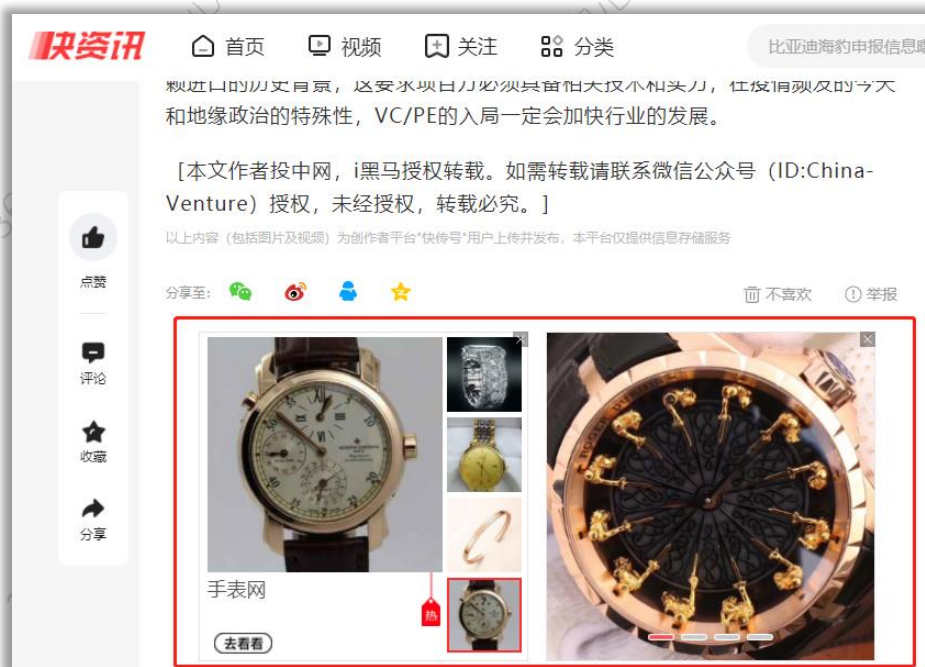 快资讯
首页
视频
关注
分类
比亚迪海豹申报信息
颗进口的历史背景，这要求项目方必须具备相关技术和实力，在疫情频发的今天
和地缘政治的特殊性，VC/PE的入局一定会加快行业的发展。
[本文作者投中网，i黑马授权转载。如需转载请联系微信公众号（ID:China-
Venture）授权，未经授权，转载必究。]
以上内容（包括图片及视频）为创作者平台"快传号"用户上传并发布，本平台仅提供信息存储服务
点赞
分享至:
不喜欢
举报
评论
收藏
分享
手表网
热
去看看
ROGER DUBUIS